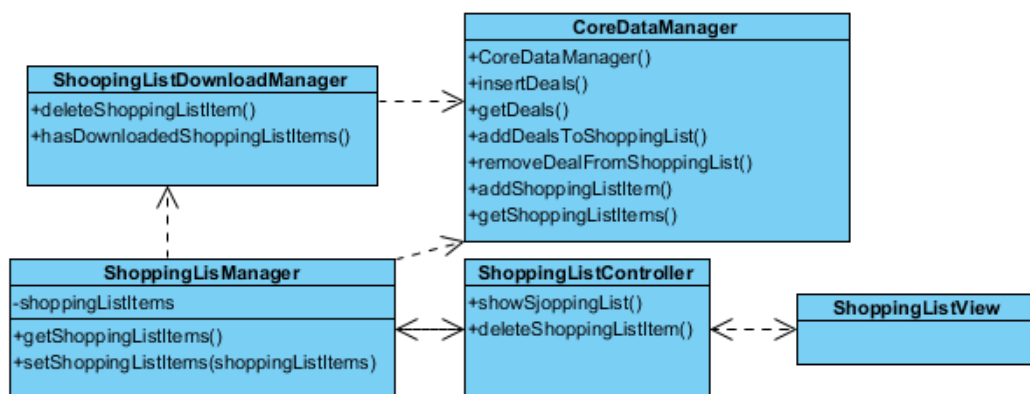 CoreDataManager
+CoreDataManager()
+insertDeals()
+getDeals()
+addDealsToShoppingList()
+removeDealFromShoppingList()
+addShoppingListItem()
+getShoppingListItems()
ShoopingListDownloadManager
+deleteShoppingListItem()
+hasDownloadedShoppingListItems()
ShoppingLisManager
-shoppingListItems
+getShoppingListItems()
+setShoppingListItems(shoppingListItems)
ShoppingListController
+showSjoppingList()
+deleteShoppingListItem()
ShoppingListView